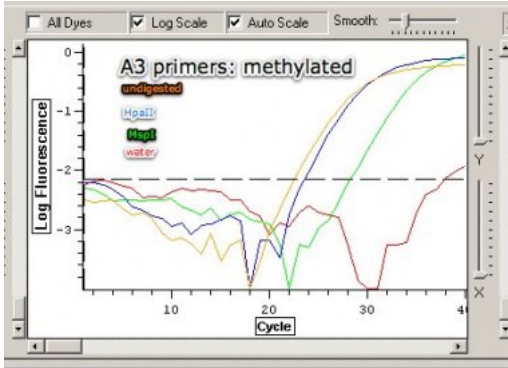 All Dyes Log Scale Auto Scale Smooth:
A3 primers: methylated
undigested
HpaII
MspI
water
Log Fluorescence
0
-1
-2
-3
Y
X
10 20 30 4
Cycle